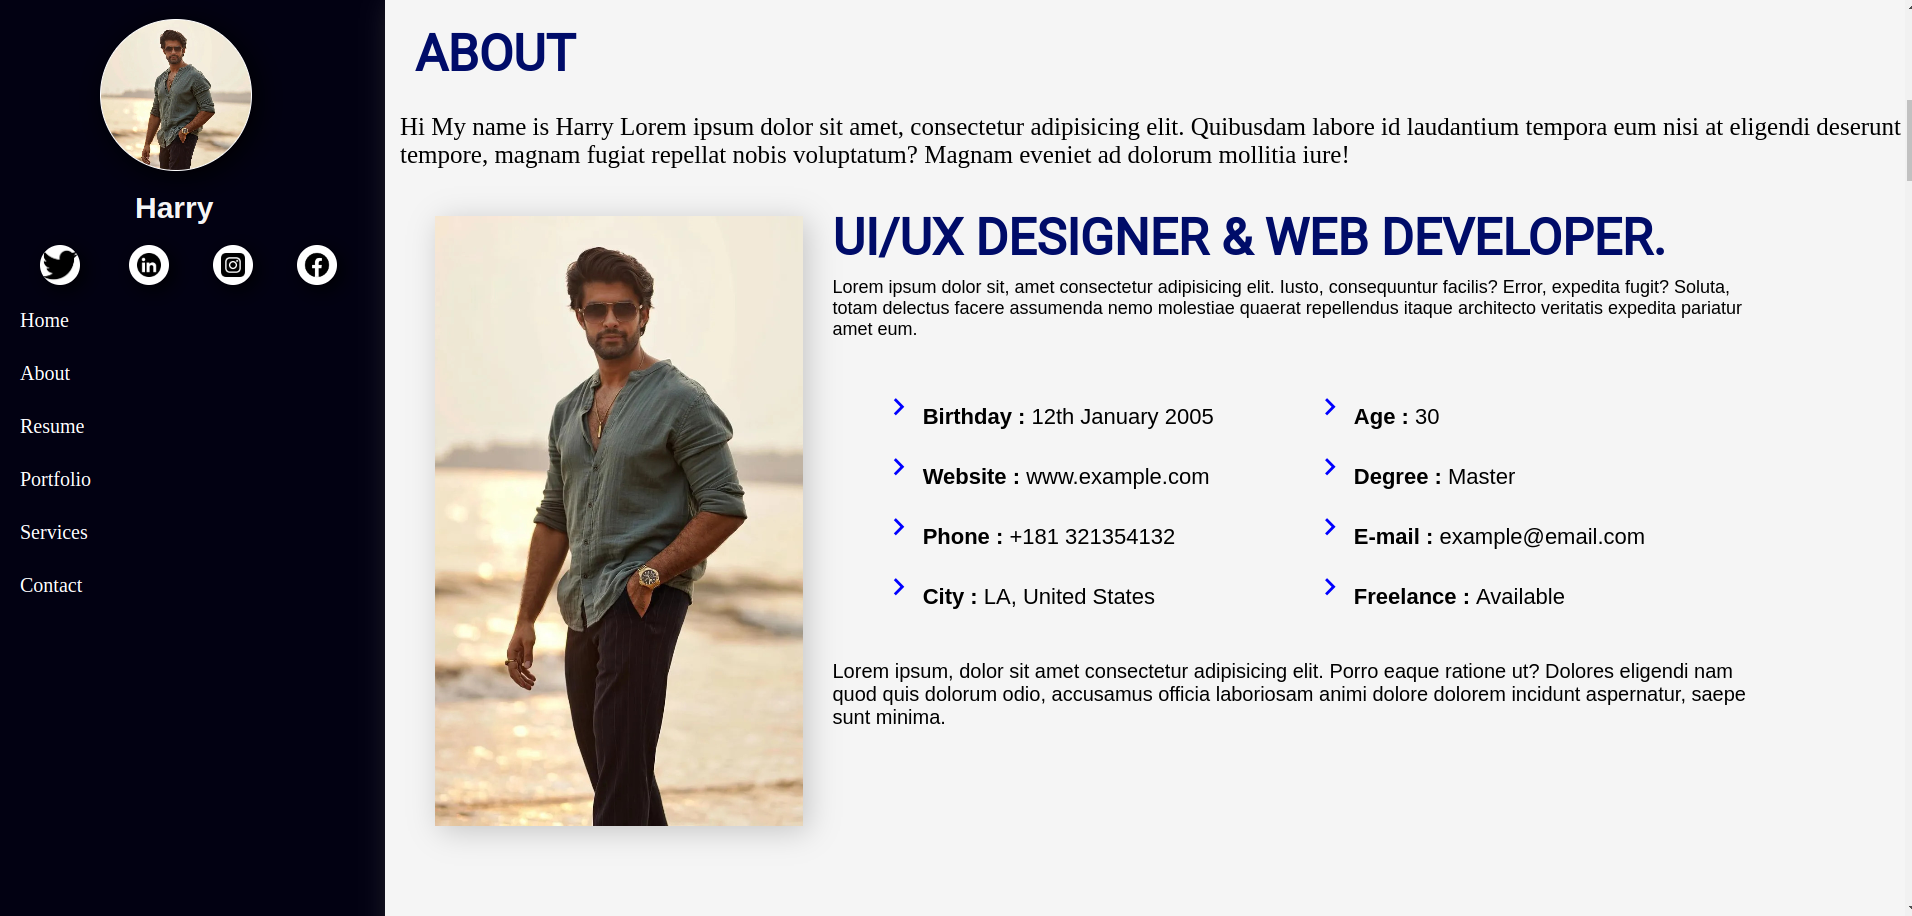 Harry
Home
About
Resume
Portfolio
Services
Contact
ABOUT
Hi My name is Harry Lorem ipsum dolor sit amet, consectetur adipisicing elit. Quibusdam labore id laudantium tempora eum nisi at eligendi deserunt
tempore, magnam fugiat repellat nobis voluptatum? Magnam eveniet ad dolorum mollitia iure!
UI/UX DESIGNER & WEB DEVELOPER.
Lorem ipsum dolor sit, amet consectetur adipisicing elit. Iusto, consequuntur facilis? Error, expedita fugit? Soluta,
totam delectus facere assumenda nemo molestiae quaerat repellendus itaque architecto veritatis expedita pariatur
amet eum.
Birthday : 12th January 2005
Age : 30
Website : www.example.com
Degree : Master
Phone : +181 321354132
E-mail : example@email.com
City : LA, United States
Freelance : Available
Lorem ipsum, dolor sit amet consectetur adipisicing elit. Porro eaque ratione ut? Dolores eligendi nam
quod quis dolorum odio, accusamus officia laboriosam animi dolore dolorem incidunt aspernatur, saepe
sunt minima.